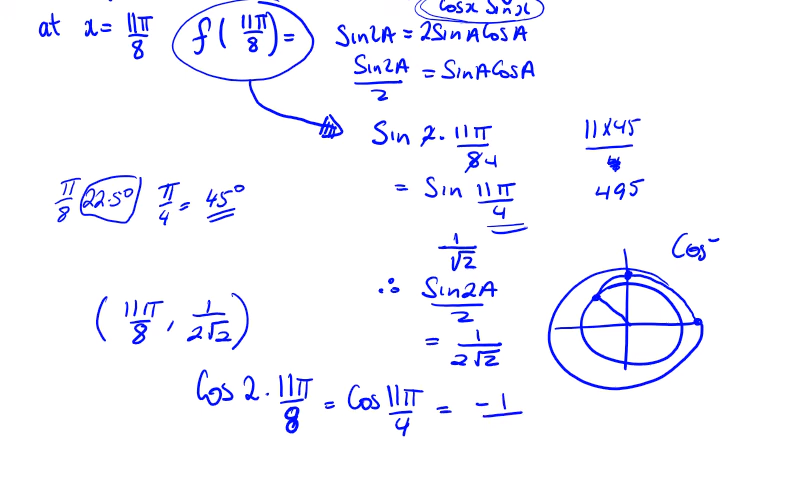 cosx sinx
at x = 11π/8 f(11π/8) = Sin2A = 2SinACosA
Sin2A/2 = SinACosA
Sin 2 · 11π/8 4 11×45/4
= Sin 11π/4 495
π/8 22.5° π/4 = 45°
1/√2
Cos-
∴ Sin2A/2
(11π/8, 1/2√2)
= 1/2√2
Cos 2 · 11π/8 = Cos 11π/4 = -1